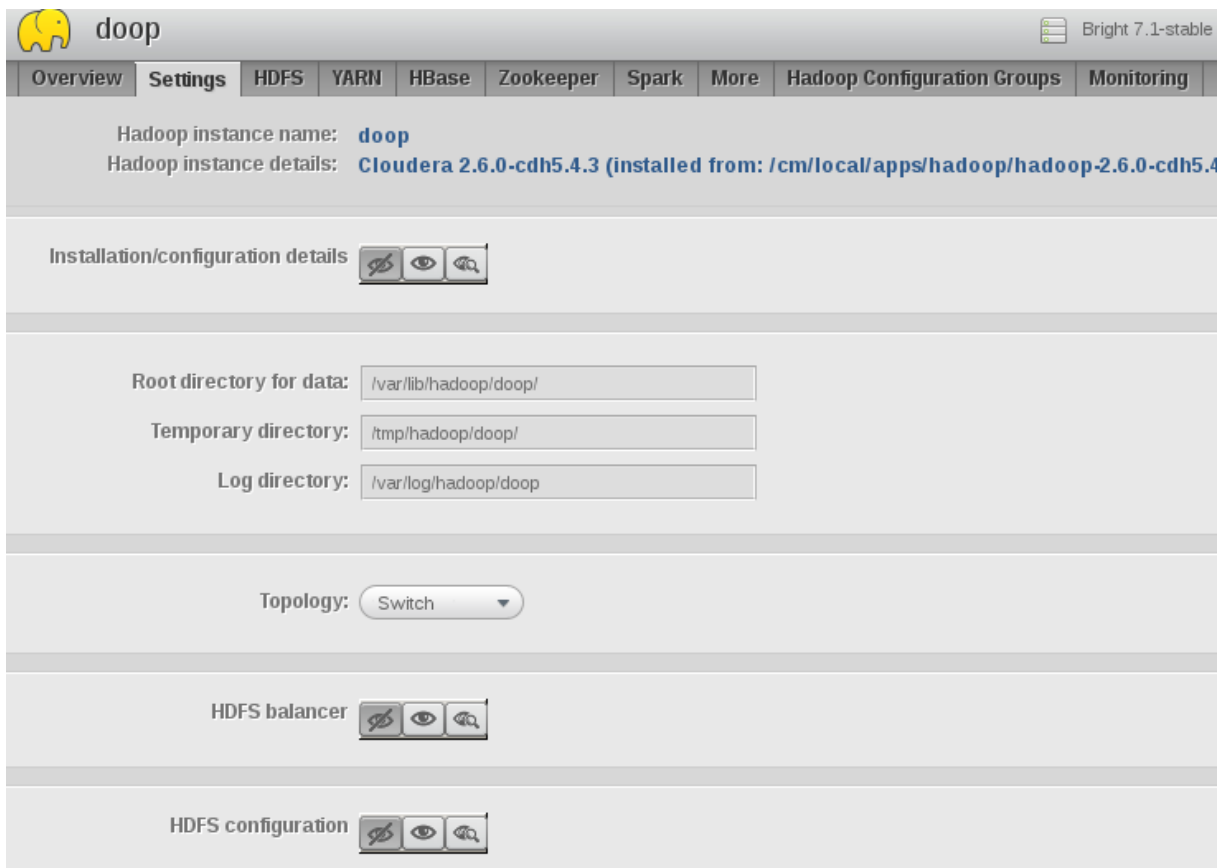 doop
Bright 7.1-stable
Overview Settings HDFS YARN HBase Zookeeper Spark More Hadoop Configuration Groups Monitoring
Hadoop instance name: doop
Hadoop instance details: Cloudera 2.6.0-cdh5.4.3 (installed from: /cm/local/apps/hadoop/hadoop-2.6.0-cdh5.4
Installation/configuration details
Root directory for data: /var/lib/hadoop/doop/
Temporary directory: /tmp/hadoop/doop/
Log directory: /var/log/hadoop/doop
Topology: Switch
HDFS balancer
HDFS configuration